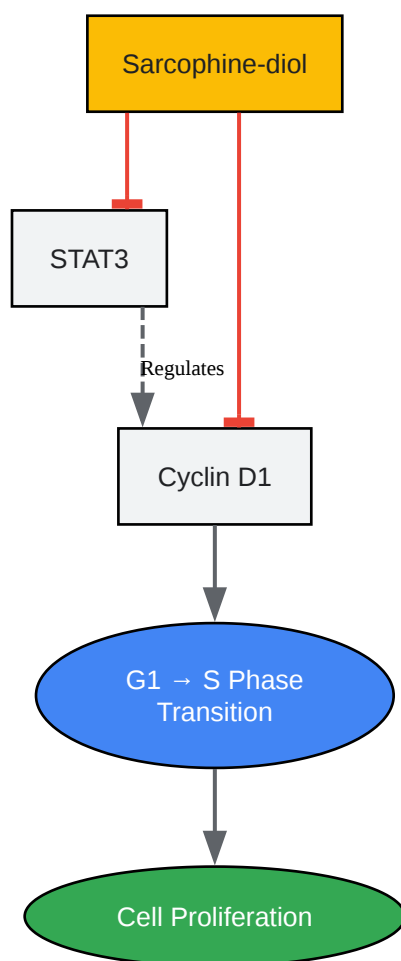 Sarcophine-diol
STAT3
Regulates
Cyclin D1
G1 → S Phase
Transition
Cell Proliferation